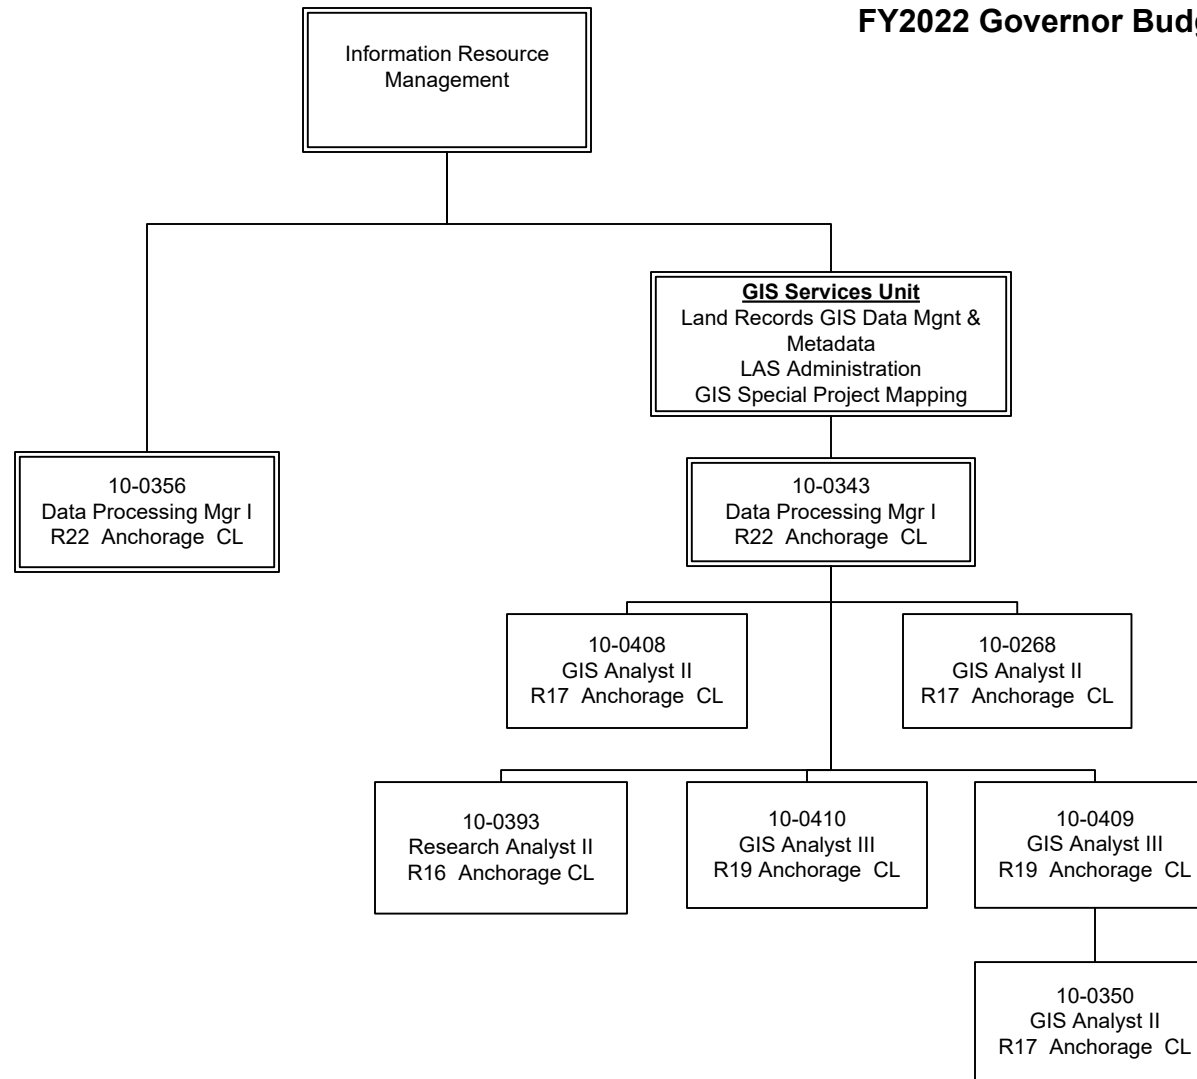 FY2022 Governor
Information Resource
Management
GIS Services Unit
Land Records GIS Data Mgnt &
Metadata
LAS Administration
GIS Special Project Mapping
10-0356
Data Processing Mgr I
R22 Anchorage CL
10-0343
Data Processing Mgr I
R22 Anchorage CL
10-0408
GIS Analyst II
R17 Anchorage CL
10-0268
GIS Analyst II
R17 Anchorage CL
10-0393
Research Analyst II
R16 Anchorage CL
10-0410
GIS Analyst III
R19 Anchorage CL
10-0409
GIS Analyst III
R19 Anchorage CL
10-0350
GIS Analyst II
R17 Anchorage CL